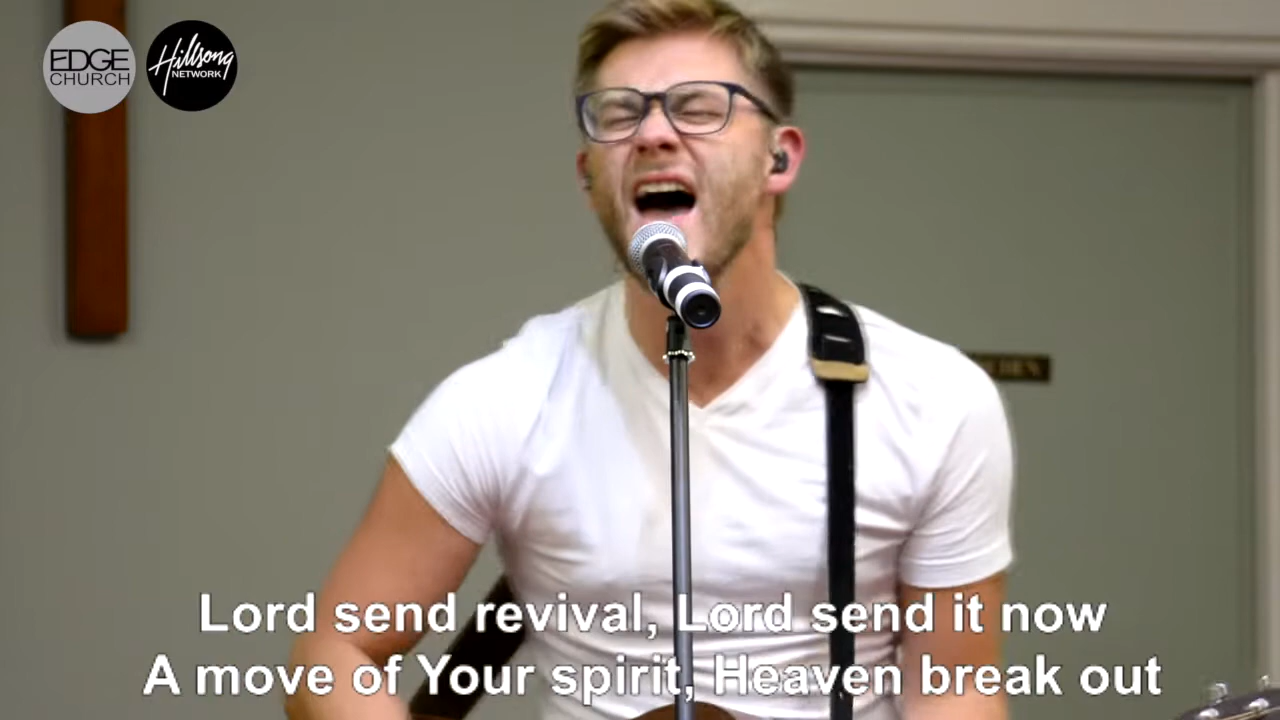 EDGE
CHURCH
Hillsong
NETWORK
Lord send revival, Lord send it now
A move of Your spirit, Heaven break out